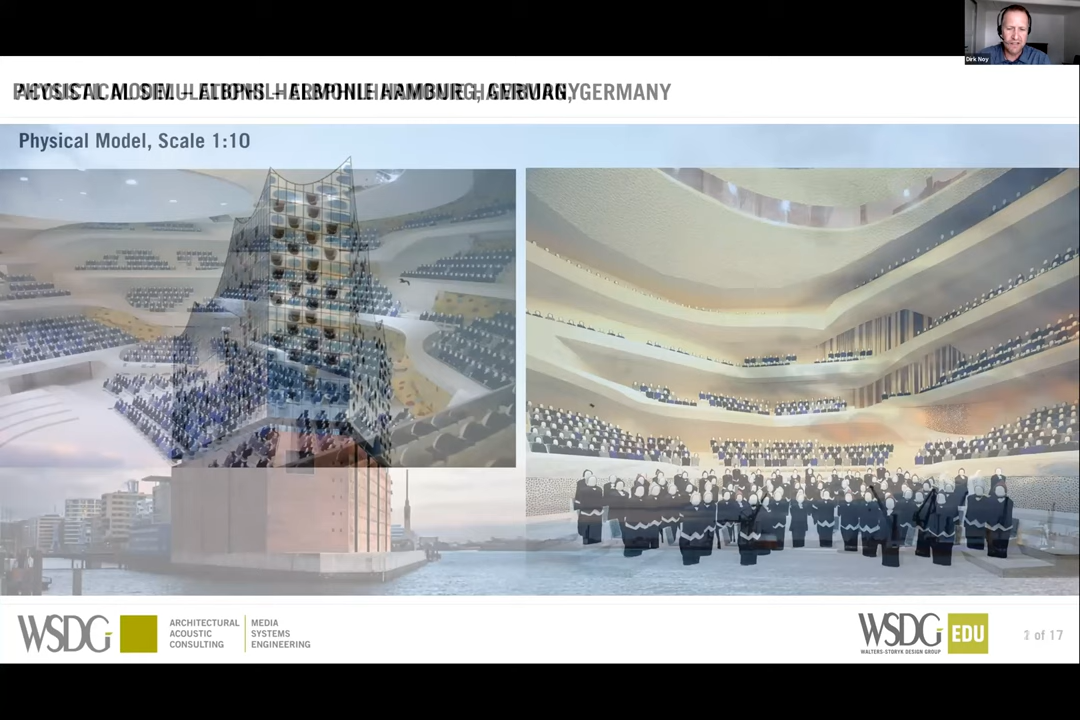 Dirk Noy
Physical Model, Scale 1:10
WSDG
ARCHITECTURAL
ACOUSTIC
CONSULTING
MEDIA
SYSTEMS
ENGINEERING
WSDG
WALTERS-STORYK DESIGN GROUP
EDU
of 17